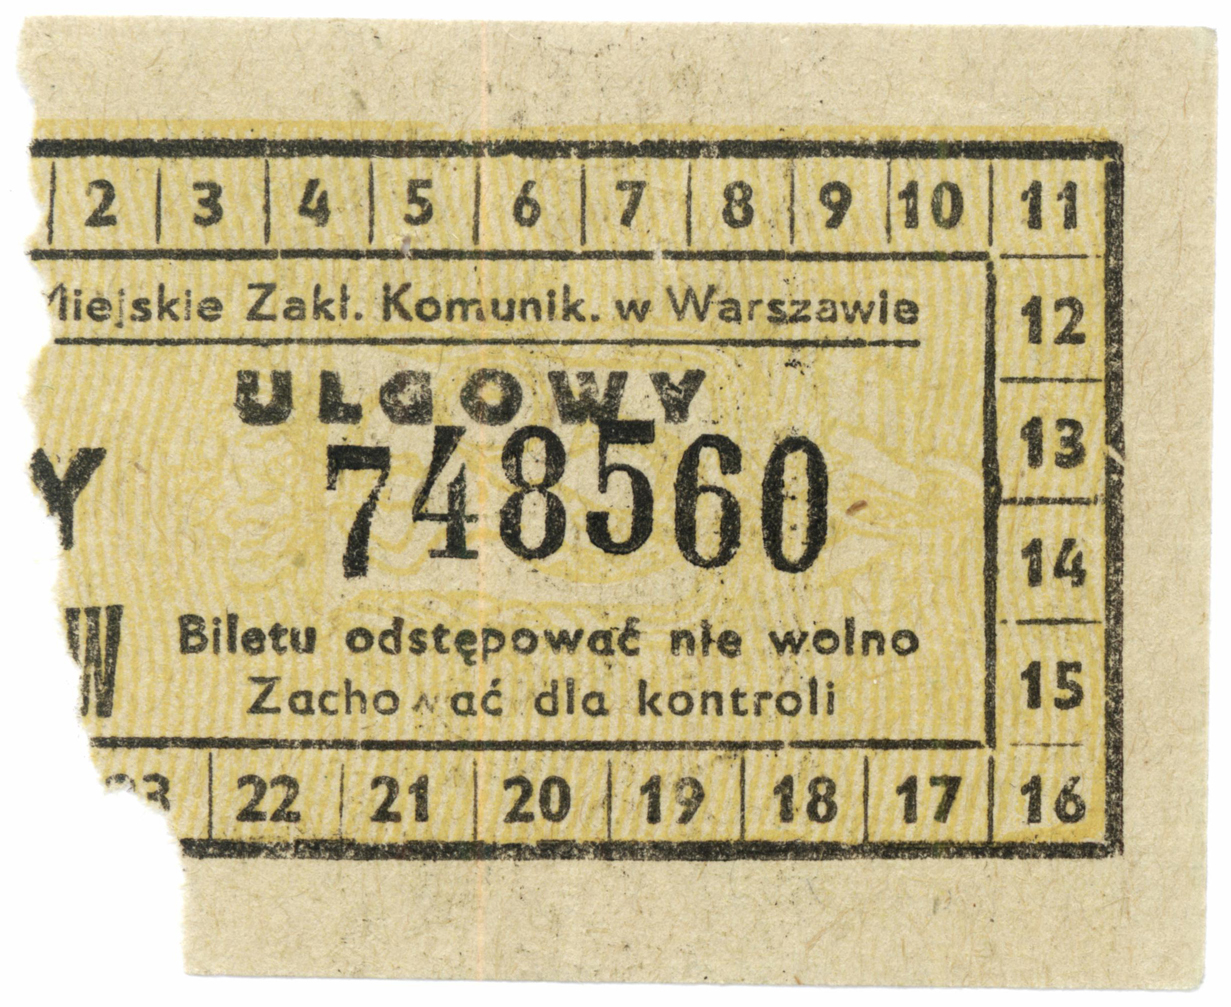 2 3 4 5 6 7 8 9 10 11
Miejskie Zakł. Komunik. w Warszawie
12
ULGOWY
13
748560
Y
14
W
Biletu odstępować nie wolno
Zachować dla kontroli
15
23 22 21 20 19 18 17 16